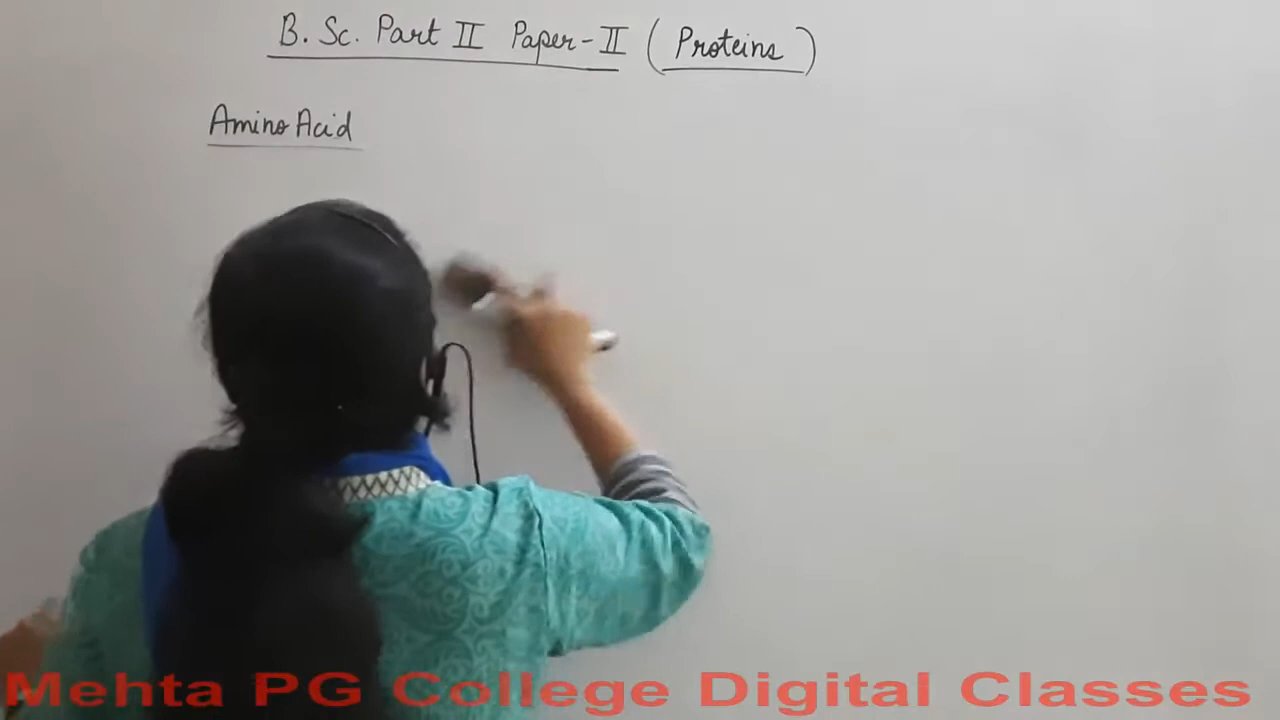 B. Sc. Part II Paper-II (Proteins)
Amino Acid
Mehta PG College Digital Classes